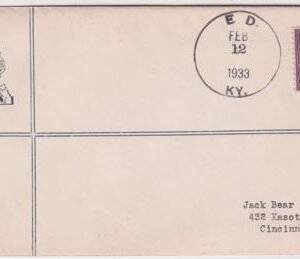 E D.
FEB
12
1933
KY.
Jack Bear
432 Kasot
Cincinn